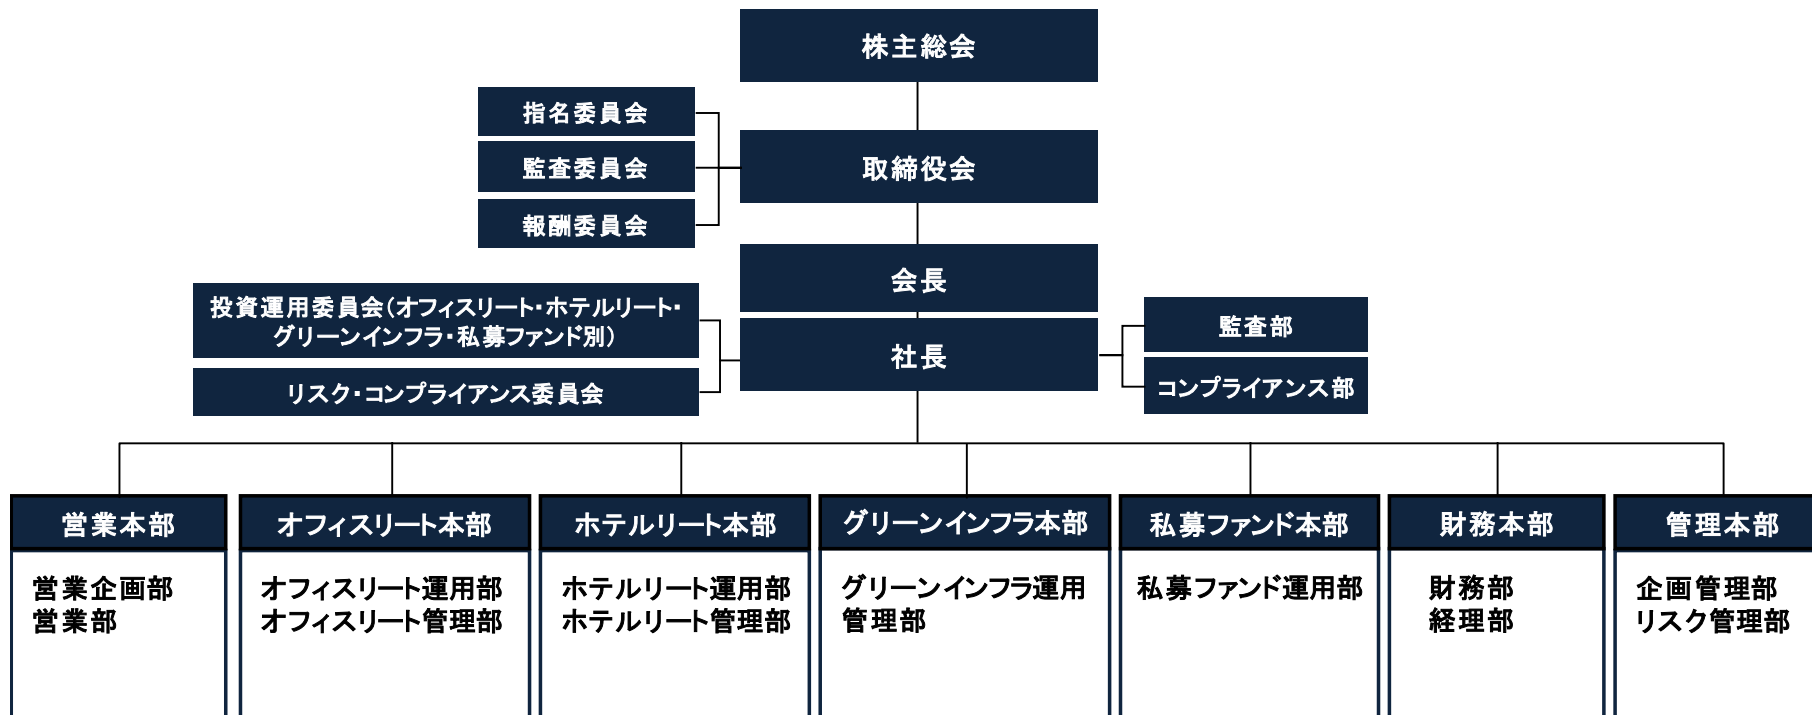 株主総会
指名委員会
監査委員会
報酬委員会
取締役会
会長
投資運用委員会(オフィスリート・ホテルリート・
グリーンインフラ・私募ファンド別)
リスク・コンプライアンス委員会
社長
監査部
コンプライアンス部
営業本部
営業企画部
営業部
オフィスリート本部
オフィスリート運用部
オフィスリート管理部
ホテルリート本部
ホテルリート運用部
ホテルリート管理部
グリーンインフラ本部
グリーンインフラ運用
管理部
私募ファンド本部
私募ファンド運用部
財務本部
財務部
経理部
管理本部
企画管理部
リスク管理部